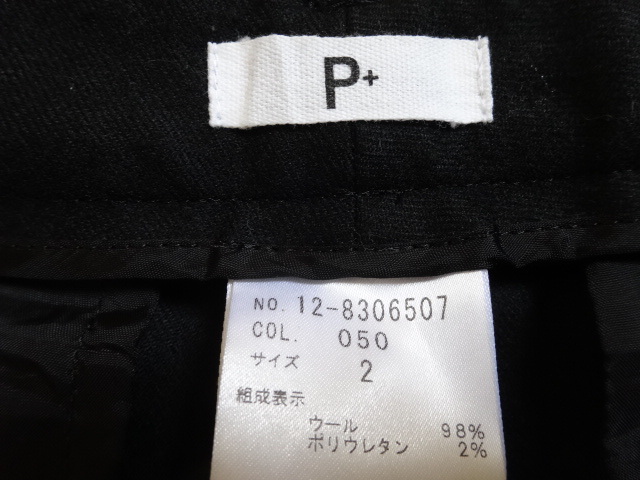 P+
NO. 12-8306507
COL. 050
サイズ 2
組成表示
ウール 98%
ポリウレタン 2%